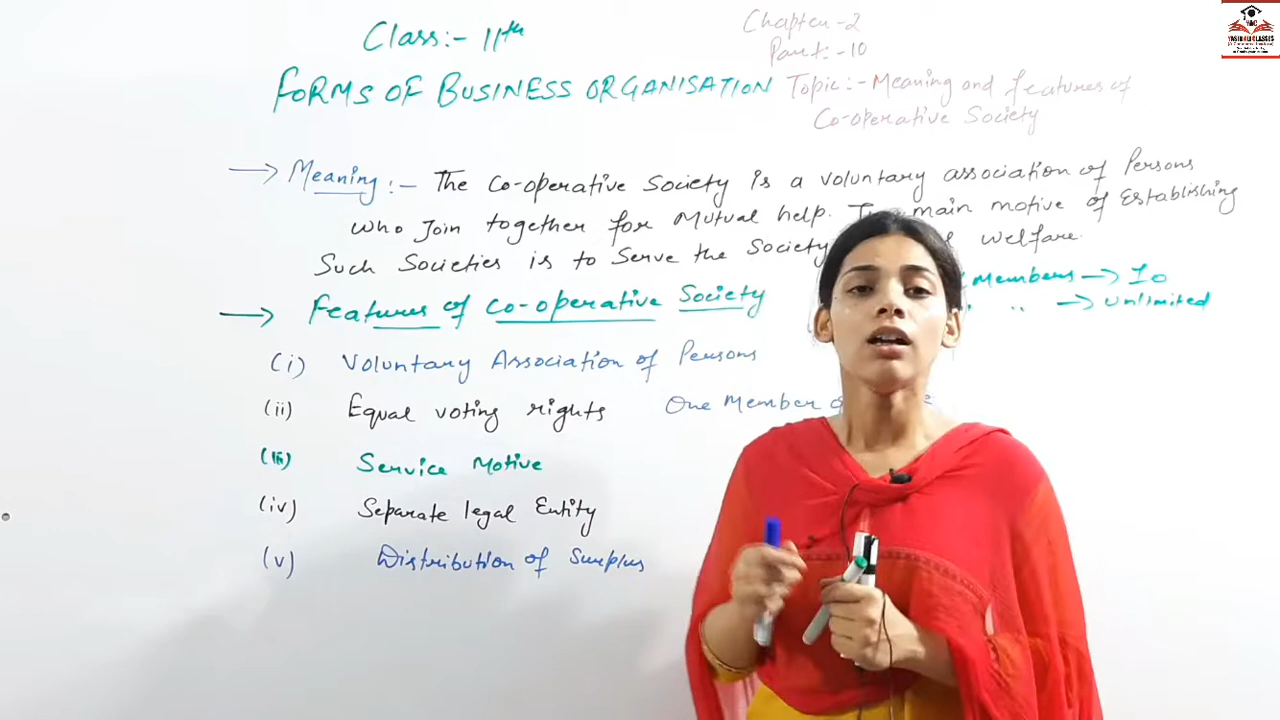 Class:- 11th
Chapter-2
Part:-10
FORMS OF BUSINESS ORGANISATION
Topic:- Meaning and features of
Co-operative Society
→ Meaning:- The Co-operative Society is a voluntary association of Persons
who Join together for Mutual help. main motive of Establishing
Such Societies is to Serve the Society welfare.
Members → 10
→ unlimited
→ Features of Co-operative Society
(i) Voluntary Association of Persons
(ii) Equal voting rights One Member
(iii) Service Motive
(iv) Separate legal Entity
(v) Distribution of Surplus
YAC